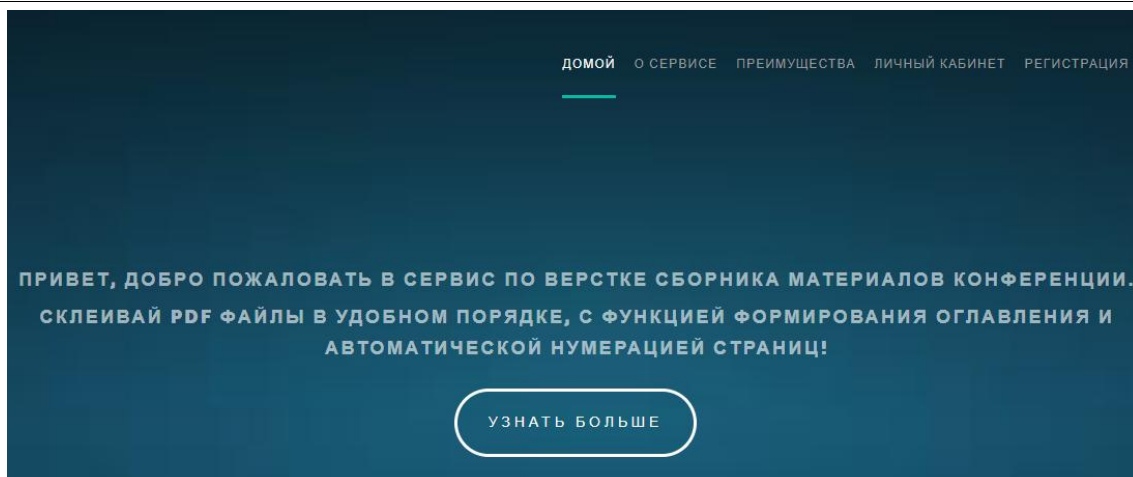 ДОМОЙ О СЕРВИСЕ ПРЕИМУЩЕСТВА ЛИЧНЫЙ КАБИНЕТ РЕГИСТРАЦИЯ
ПРИВЕТ, ДОБРО ПОЖАЛОВАТЬ В СЕРВИС ПО ВЕРСТКЕ СБОРНИКА МАТЕРИАЛОВ КОНФЕРЕНЦИИ.
СКЛЕИВАЙ PDF ФАЙЛЫ В УДОБНОМ ПОРЯДКЕ, С ФУНКЦИЕЙ ФОРМИРОВАНИЯ ОГЛАВЛЕНИЯ И
АВТОМАТИЧЕСКОЙ НУМЕРАЦИЕЙ СТРАНИЦ!
УЗНАТЬ БОЛЬШЕ